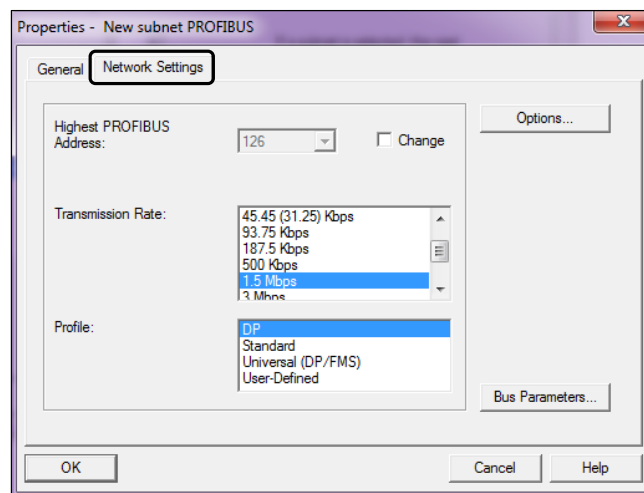 Properties - New subnet PROFIBUS
General
Network Settings
Highest PROFIBUS
Address:
126
Change
Options...
Transmission Rate:
45.45 (31.25) Kbps
93.75 Kbps
187.5 Kbps
500 Kbps
1.5 Mbps
3 Mbps
Profile:
DP
Standard
Universal (DP/FMS)
User-Defined
Bus Parameters...
OK
Cancel
Help